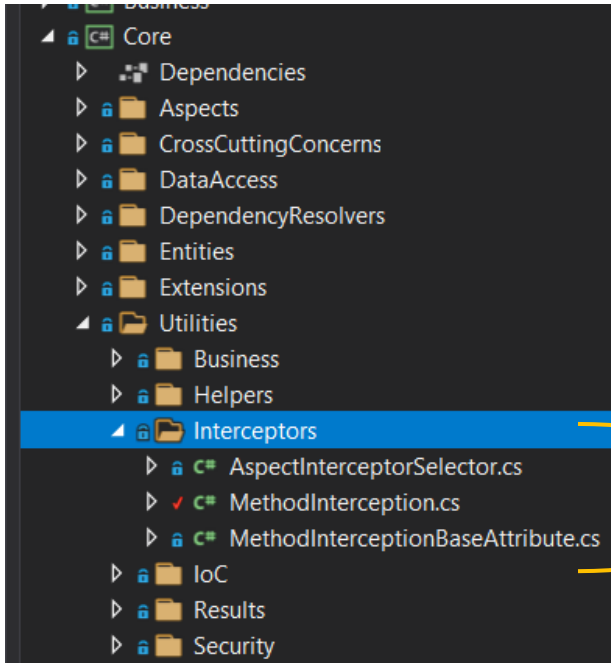 Business
C# Core
Dependencies
Aspects
CrossCuttingConcerns
DataAccess
DependencyResolvers
Entities
Extensions
Utilities
Business
Helpers
Interceptors
C# AspectInterceptorSelector.cs
C# MethodInterception.cs
C# MethodInterceptionBaseAttribute.cs
IoC
Results
Security